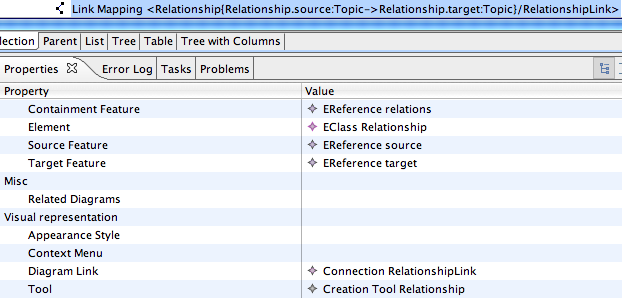 Link Mapping <Relationship{Relationship.source:Topic->Relationship.target:Topic}/RelationshipLink>
lection Parent List Tree Table Tree with Columns
Properties Error Log Tasks Problems
Property Value
Containment Feature EReference relations
Element EClass Relationship
Source Feature EReference source
Target Feature EReference target
Misc
Related Diagrams
Visual representation
Appearance Style
Context Menu
Diagram Link Connection RelationshipLink
Tool Creation Tool Relationship